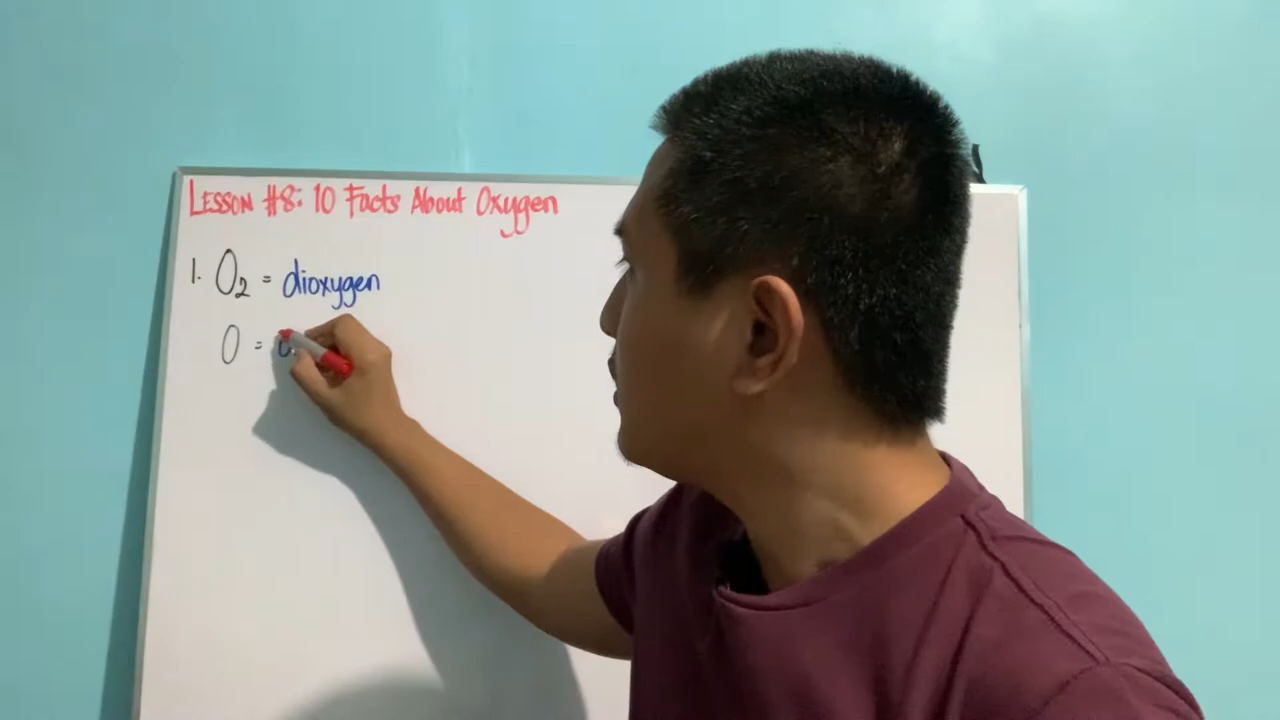 LESSON #8: 10 Facts About Oxygen
1. O₂ = dioxygen
O =